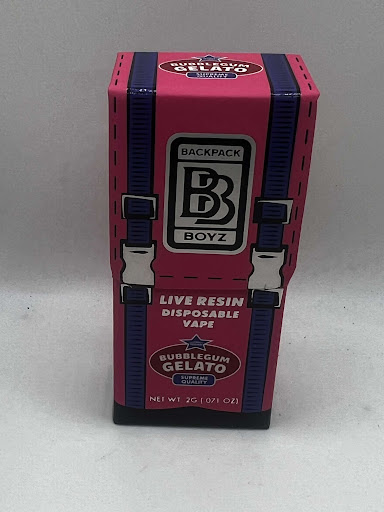 BUBBLEGUM
GELATO
SUPREME
QUALITY
BACKPACK
BB
BOYZ
LIVE RESIN
DISPOSABLE
VAPE
BUBBLEGUM
GELATO
SUPREME
QUALITY
NET WT 2G (.071 OZ)